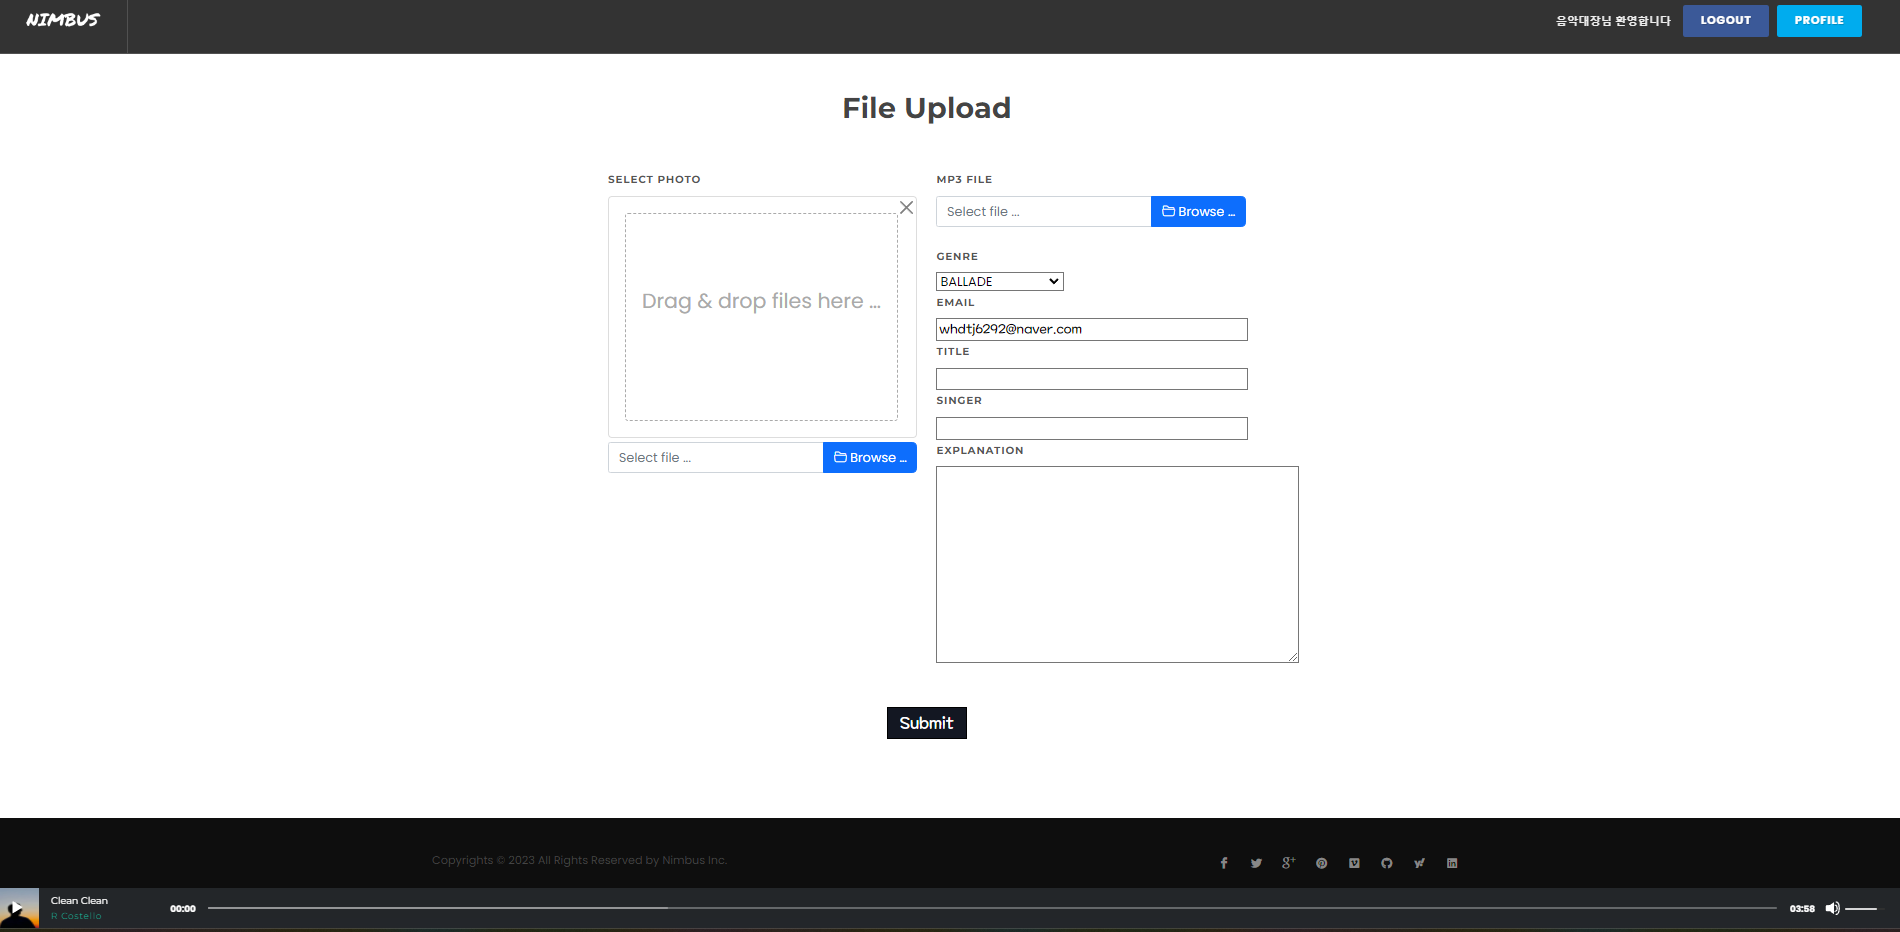 NIMBUS
음악대장님 환영합니다
LOGOUT
PROFILE
File Upload
SELECT PHOTO
Drag & drop files here ...
Select file ...
Browse ...
MP3 FILE
Select file ...
Browse ...
GENRE
BALLADE
EMAIL
whdtj6292@naver.com
TITLE
SINGER
EXPLANATION
Submit
Copyrights © 2023 All Rights Reserved by Nimbus Inc.
Clean Clean
R Costello
00:00
03:58